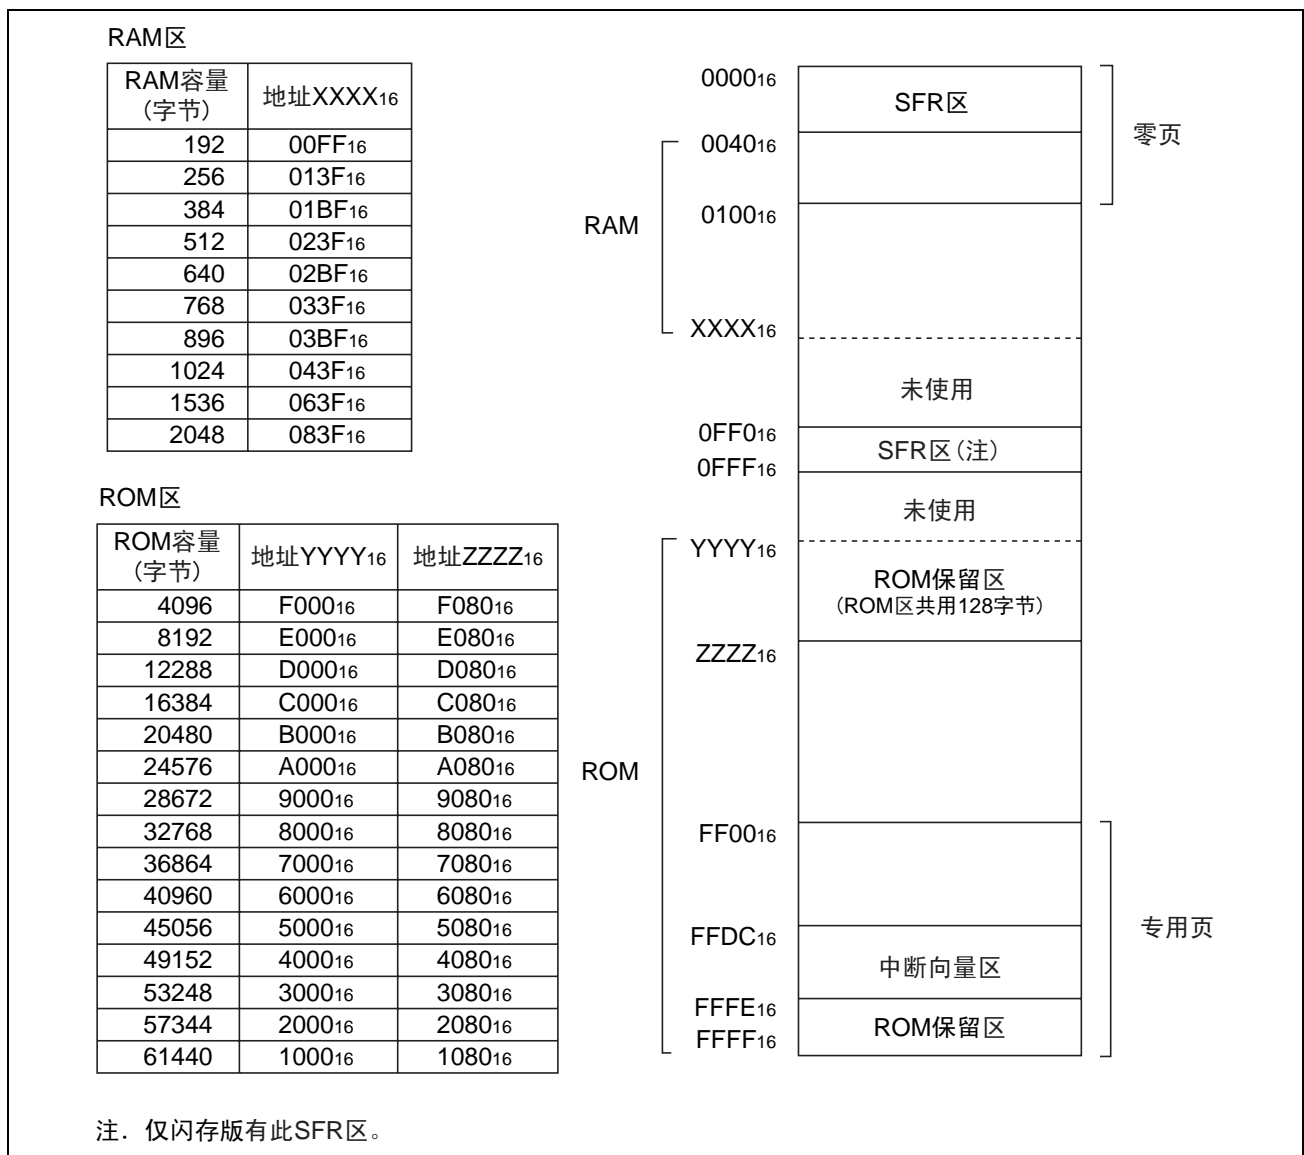 RAM区
RAM容量
(字节)
地址XXXX16
192 00FF16
256 013F16
384 01BF16
512 023F16
640 02BF16
768 033F16
896 03BF16
1024 043F16
1536 063F16
2048 083F16
ROM区
ROM容量
(字节)
地址YYYY16
地址ZZZZ16
4096 F00016 F08016
8192 E00016 E08016
12288 D00016 D08016
16384 C00016 C08016
20480 B00016 B08016
24576 A00016 A08016
28672 900016 908016
32768 800016 808016
36864 700016 708016
40960 600016 608016
45056 500016 508016
49152 400016 408016
53248 300016 308016
57344 200016 208016
61440 100016 108016
000016
SFR区
零页
004016
RAM
010016
XXXX16
未使用
0FF016
SFR区(注)
0FFF16
未使用
YYYY16
ROM保留区
(ROM区共用128字节)
ZZZZ16
ROM
FF0016
专用页
FFDC16
中断向量区
FFFE16
ROM保留区
FFFF16
注. 仅闪存版有此SFR区。